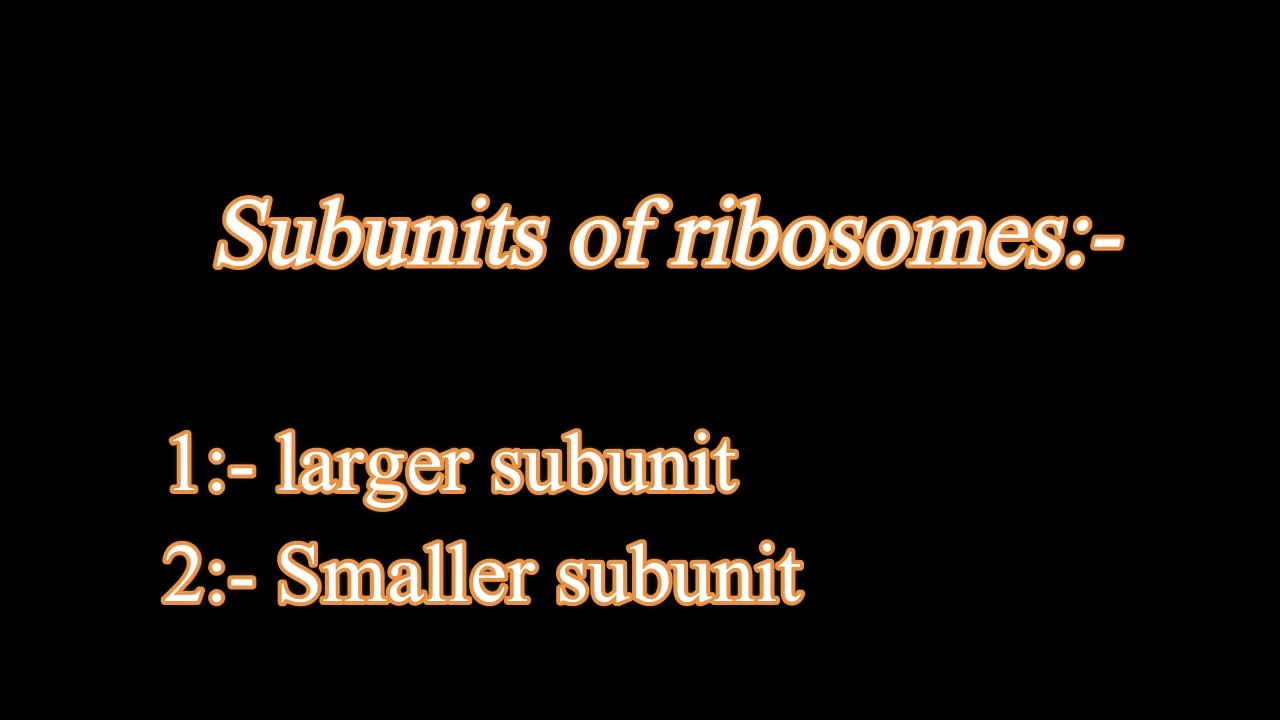 Subunits of ribosomes:-
1:- larger subunit
2:- Smaller subunit